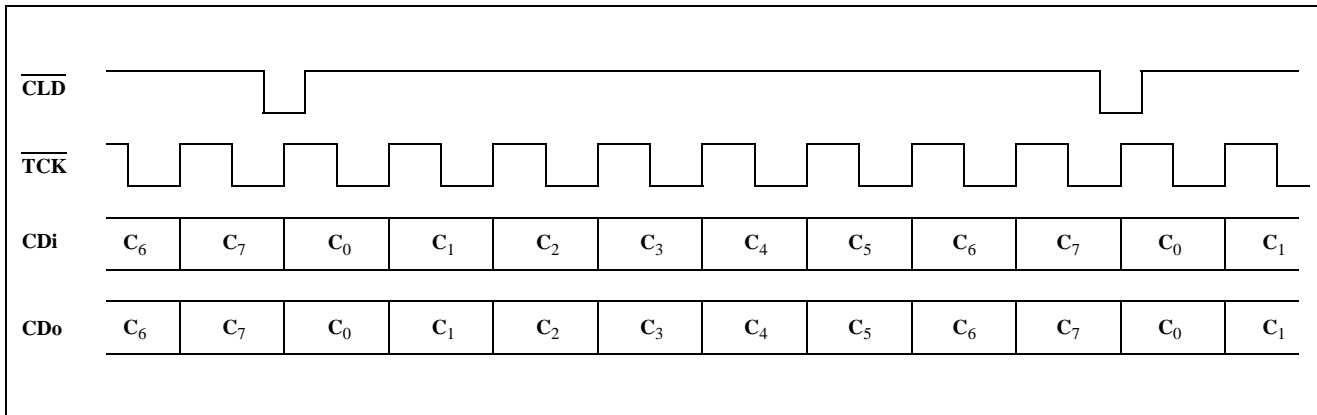 CLD
TCK
CDi C₆ C₇ C₀ C₁ C₂ C₃ C₄ C₅ C₆ C₇ C₀ C₁
CDo C₆ C₇ C₀ C₁ C₂ C₃ C₄ C₅ C₆ C₇ C₀ C₁